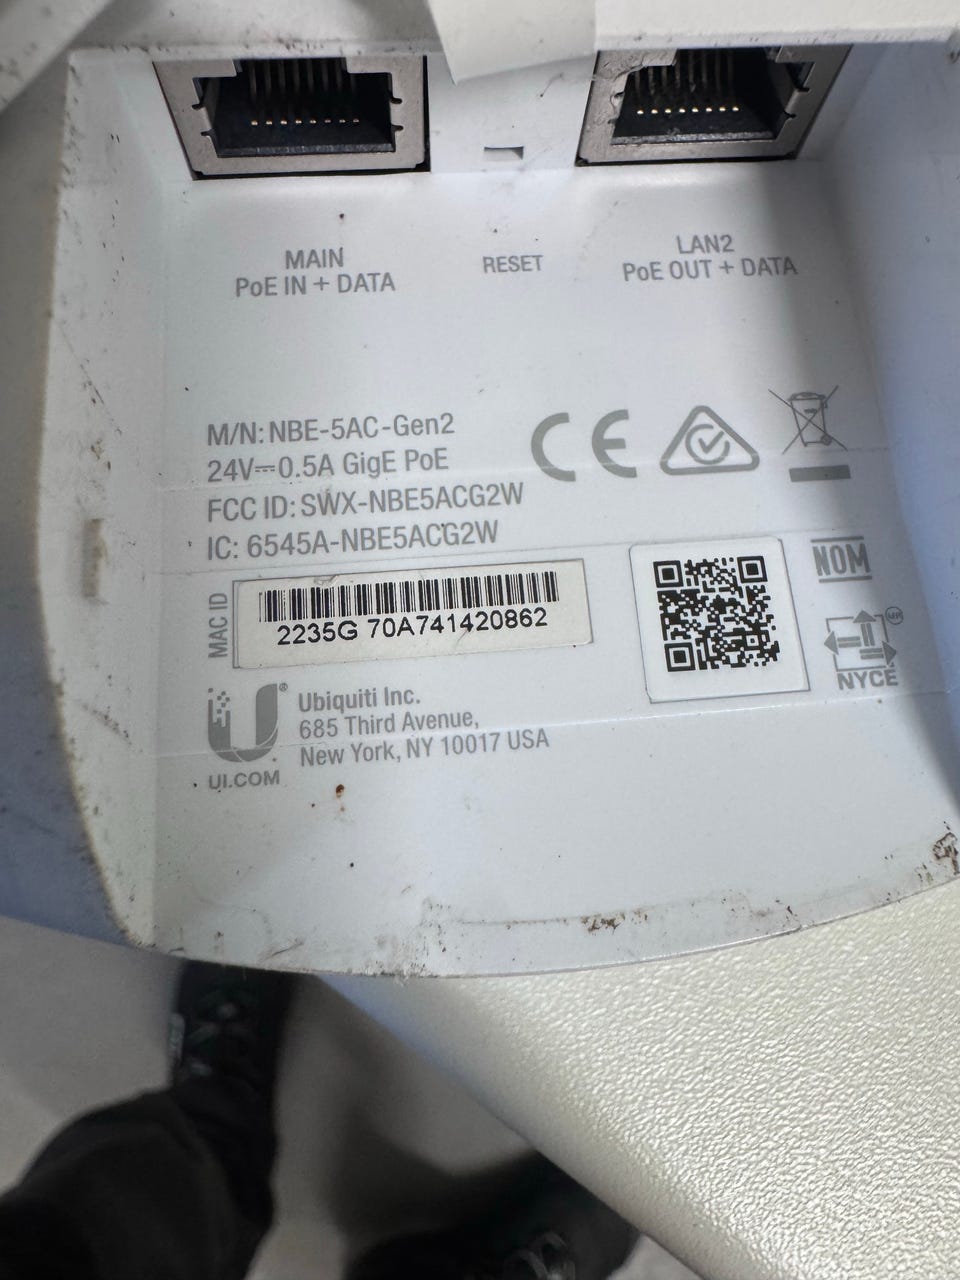 MAIN
PoE IN + DATA
RESET
LAN2
PoE OUT + DATA
M/N: NBE-5AC-Gen2
24V⎓0.5A GigE PoE
FCC ID: SWX-NBE5ACG2W
IC: 6545A-NBE5ACG2W
CE
NOM
MAC ID
2235G 70A741420862
MR
NYCE
U®
Ubiquiti Inc.
685 Third Avenue,
New York, NY 10017 USA
UI.COM